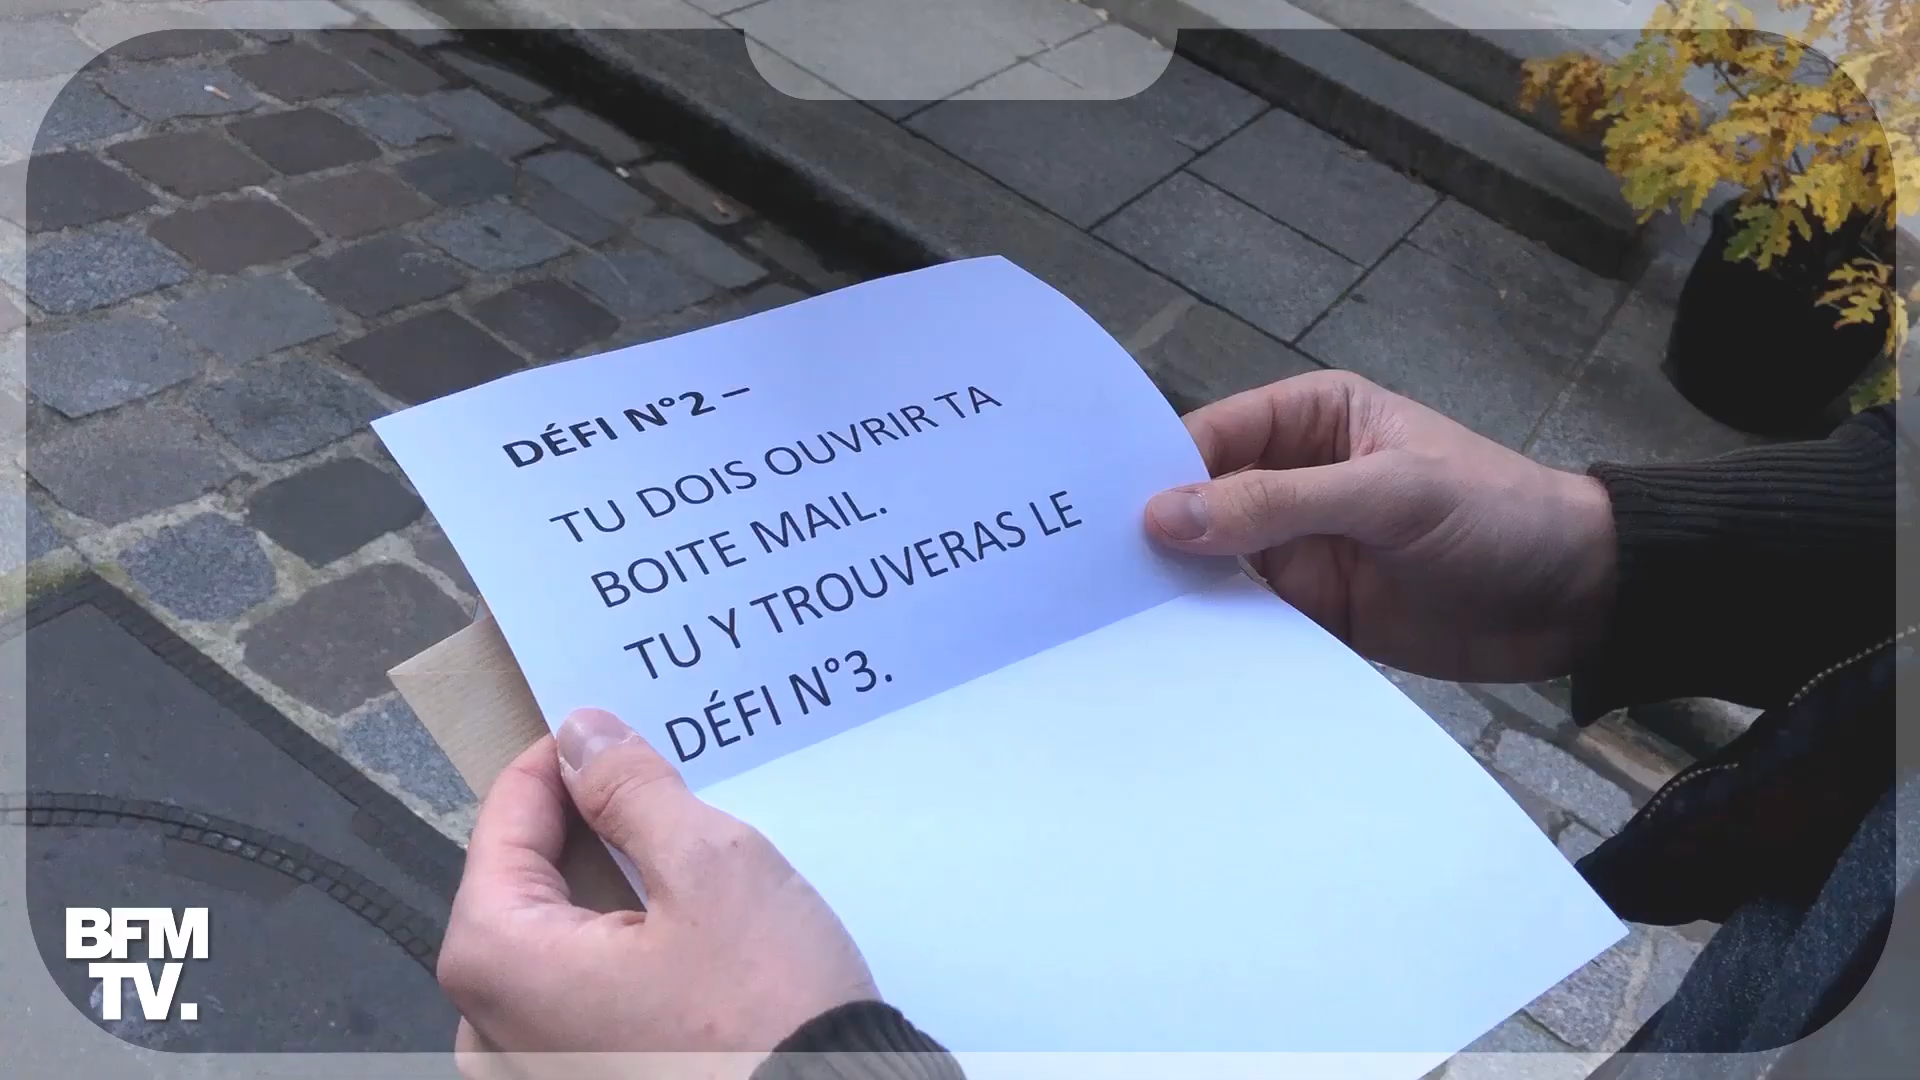 DÉFI N°2 –
TU DOIS OUVRIR TA
BOITE MAIL.
TU Y TROUVERAS LE
DÉFI N°3.
BFM
TV.